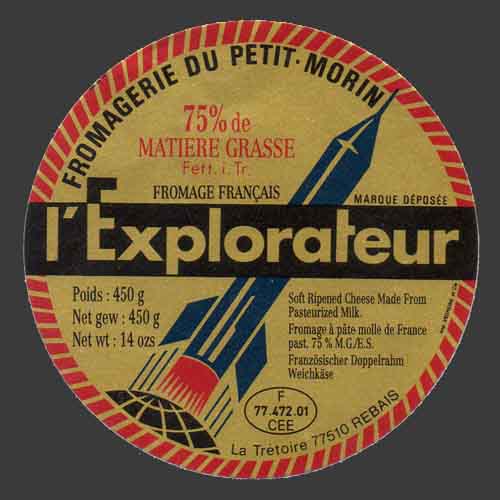 FROMAGERIE DU PETIT-MORIN
75% de
MATIERE GRASSE
Fett. i. Tr.
FROMAGE FRANÇAIS
MARQUE DÉPOSÉE
l'Explorateur
Poids : 450 g
Net gew : 450 g
Net wt : 14 ozs
Soft Ripened Cheese Made From
Pasteurized Milk.
Fromage à pâte molle de France
past. 75 % M.G./E.S.
Französischer Doppelrahm
Weichkäse
F
77.472.01
CEE
La Trétoire 77510 REBAIS